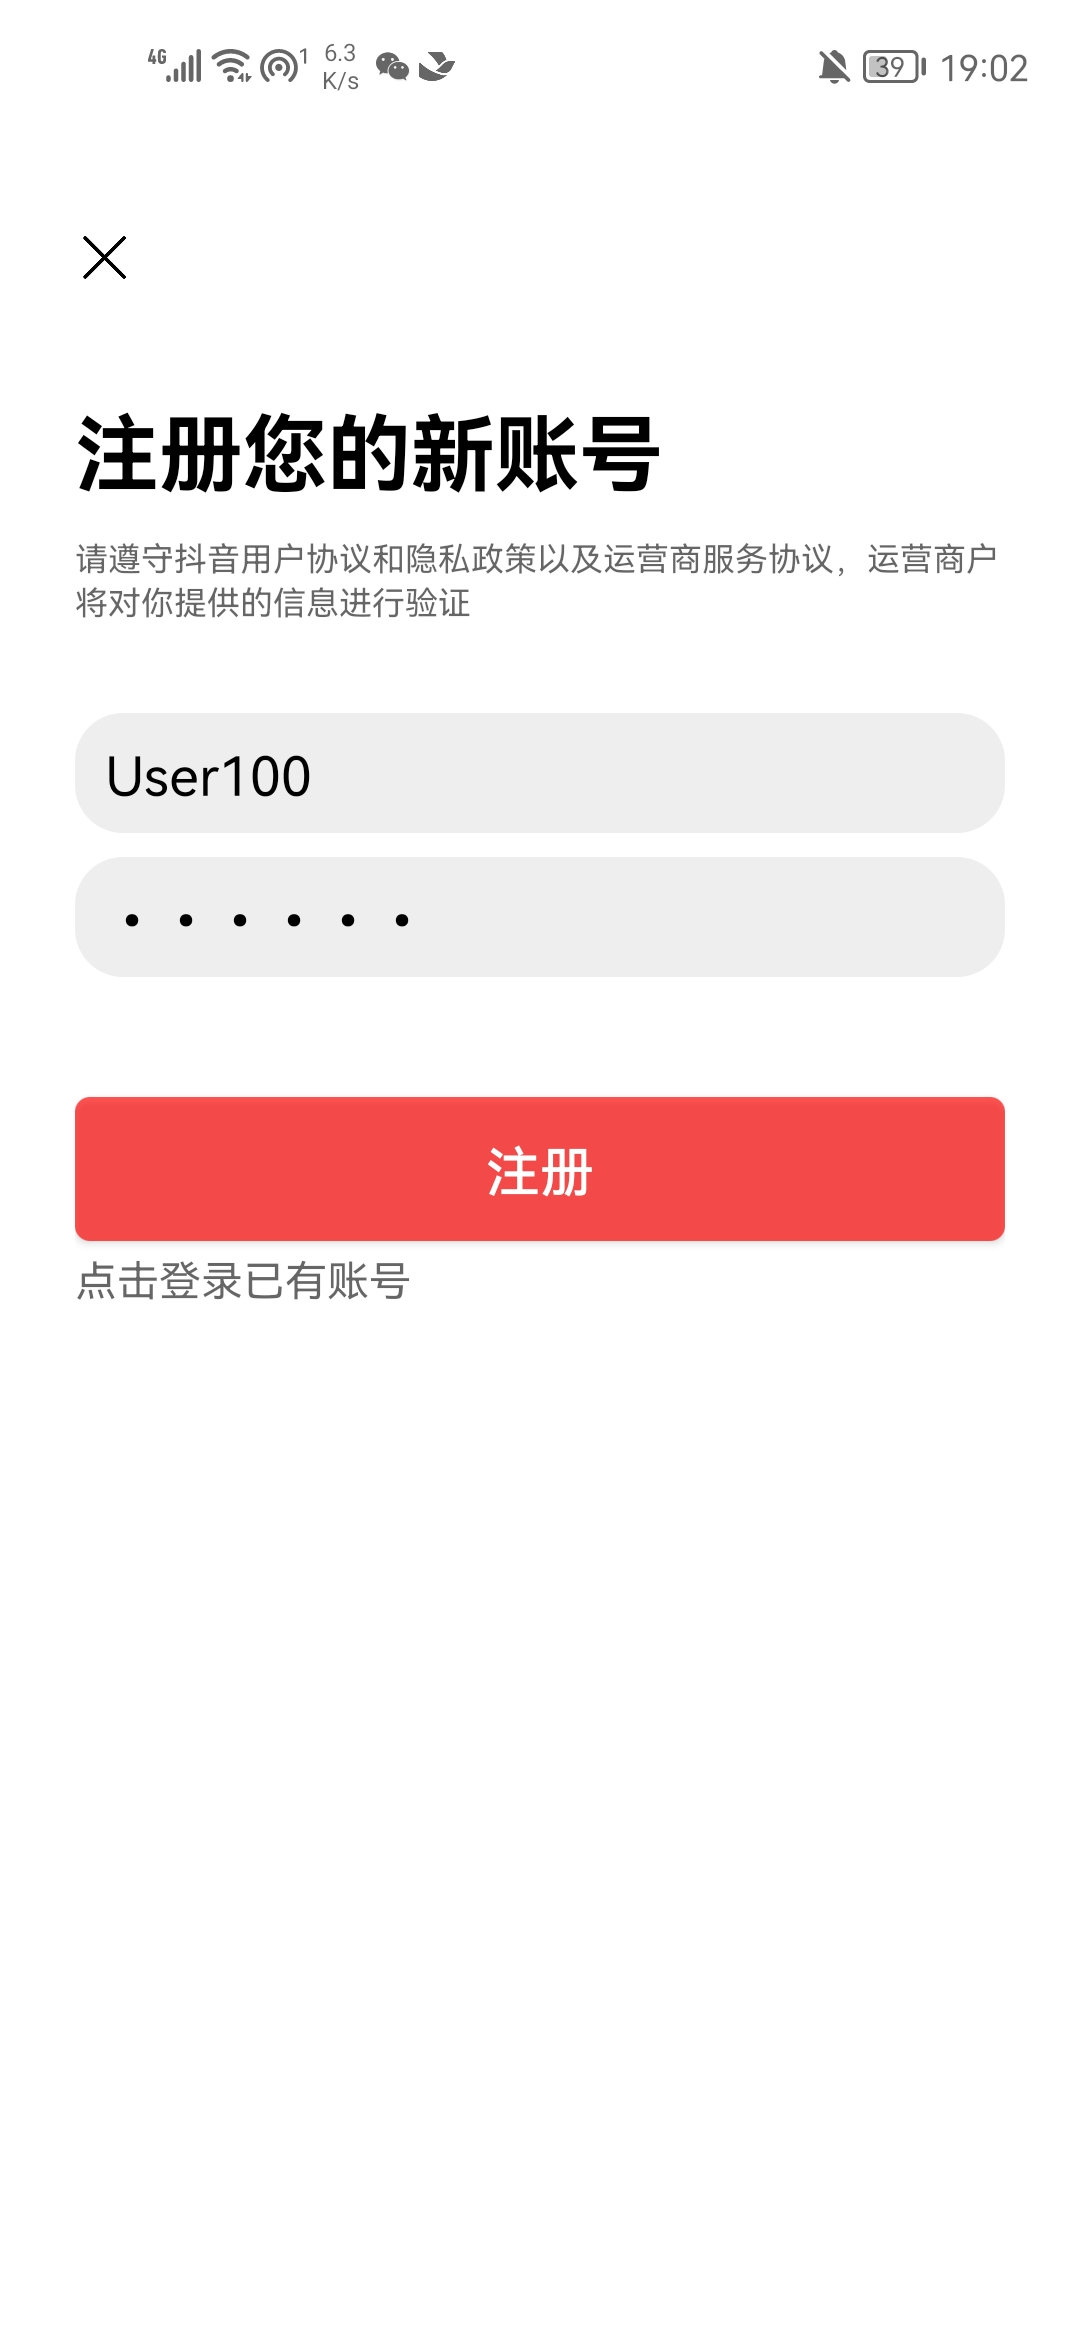 4G 1 6.3 K/s 39 19:02
注册您的新账号
请遵守抖音用户协议和隐私政策以及运营商服务协议，运营商户
将对你提供的信息进行验证
User100
••••••
注册
点击登录已有账号